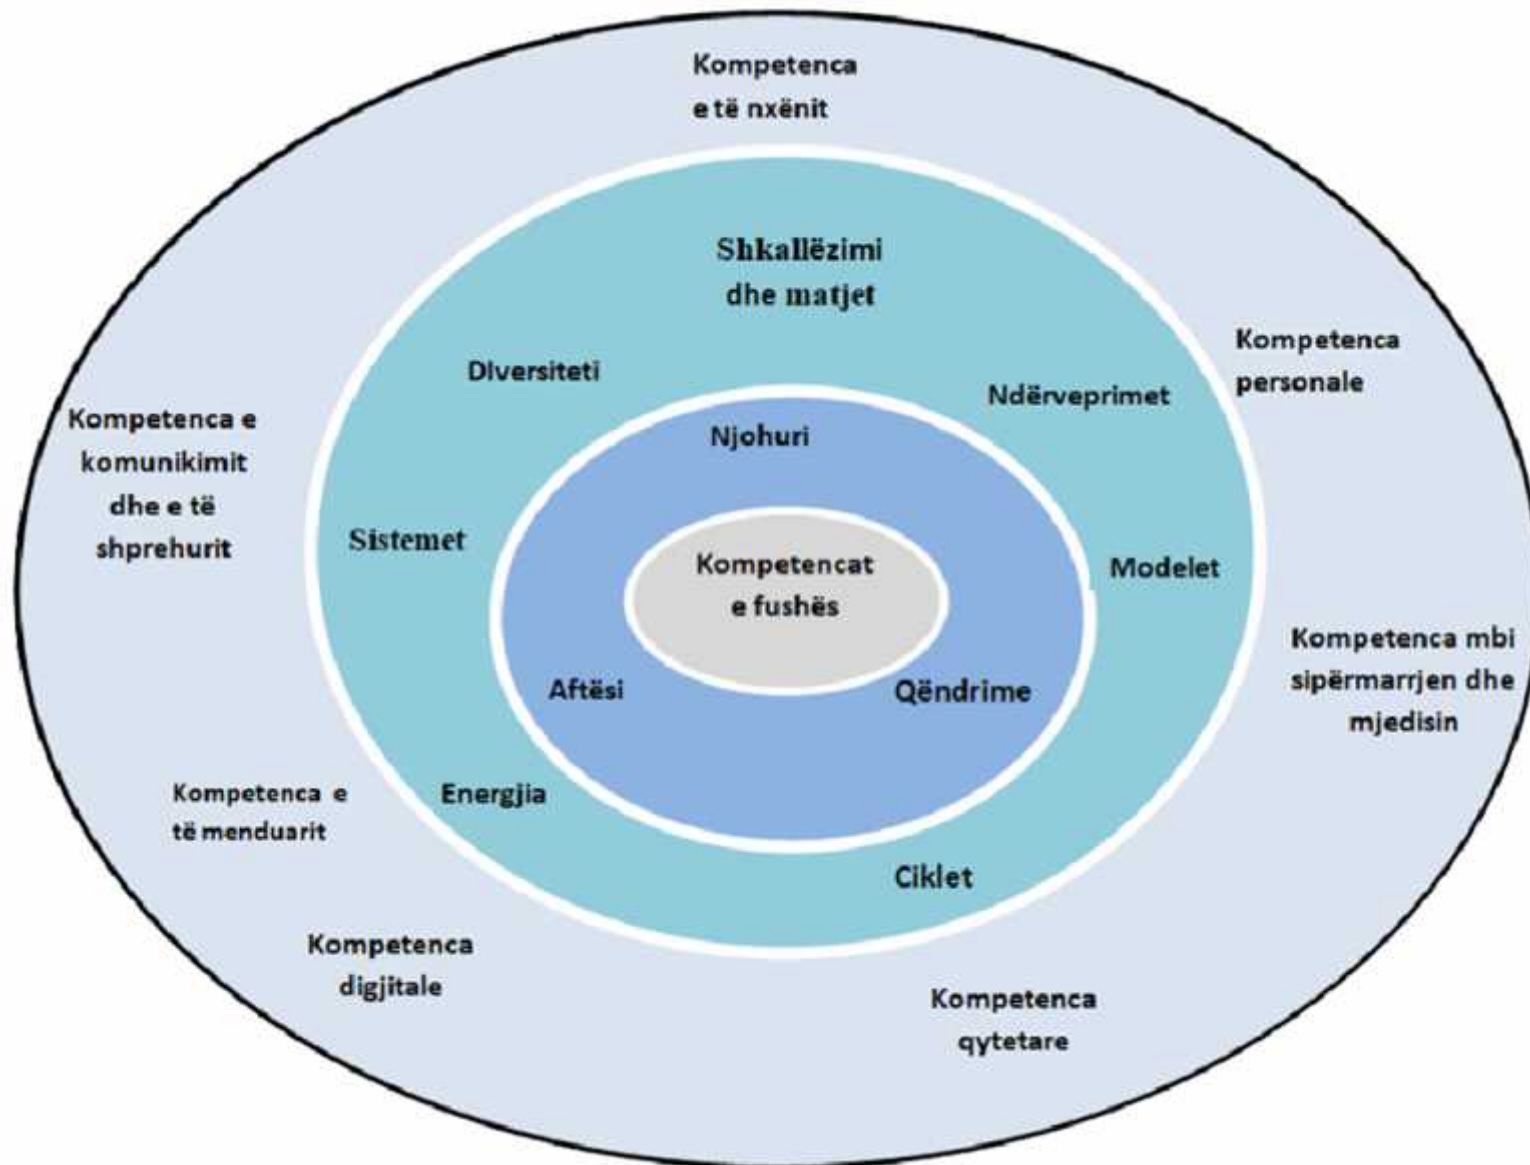 Kompetenca
e të nxënit
Shkallëzimi
dhe matjet
Diversiteti
Ndërveprimet
Kompetenca
personale
Kompetenca e
komunikimit
dhe e të
shprehurit
Njohuri
Sistemet
Kompetencat
e fushës
Modelet
Kompetenca mbi
sipërmarrjen dhe
mjedisin
Aftësi
Qëndrime
Kompetenca e
të menduarit
Energjia
Ciklet
Kompetenca
digjitale
Kompetenca
qytetare